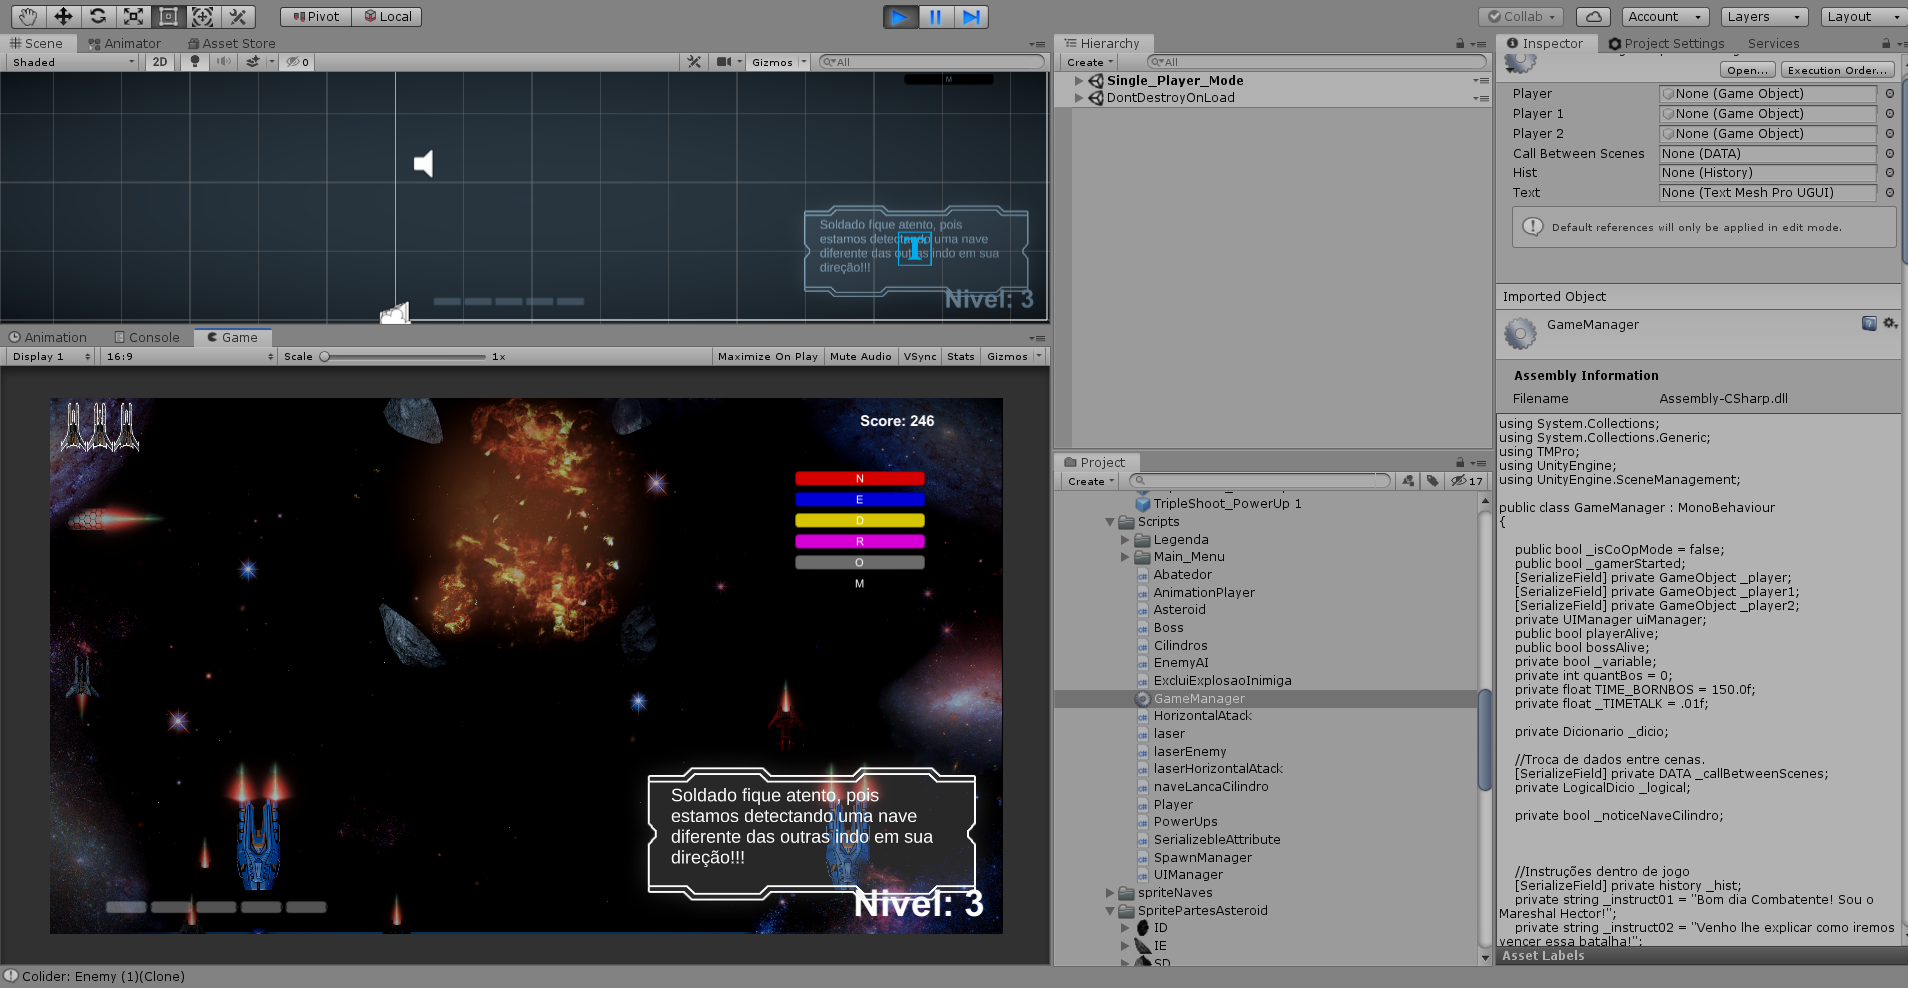 Pivot
Local
Collab
Account
Layers
Layout
Scene
Animator
Asset Store
Shaded
2D
0
Gizmos
All
M
Soldado fique atento, pois
estamos detectando uma nave
diferente das outras indo em sua
direção!!!
Nivel: 3
Animation
Console
Game
Display 1
16:9
Scale
1x
Maximize On Play
Mute Audio
VSync
Stats
Gizmos
Score: 246
N
E
D
R
O
M
Soldado fique atento, pois
estamos detectando uma nave
diferente das outras indo em sua
direção!!!
Nivel: 3
Collider: Enemy (1)(Clone)
Hierarchy
Create
All
Single_Player_Mode
DontDestroyOnLoad
Project
Create
17
TripleShoot_PowerUp 1
Scripts
Legenda
Main_Menu
Abatedor
AnimationPlayer
Asteroid
Boss
Cilindros
EnemyAI
ExcluiExplosaoInimiga
GameManager
HorizontalAtack
laser
laserEnemy
laserHorizontalAtack
naveLancaCilindro
Player
PowerUps
SerializebleAttribute
SpawnManager
UIManager
spriteNaves
SpritePartesAsteroid
ID
IE
SD
Inspector
Project Settings
Services
Open...
Execution Order...
Player None (Game Object)
Player 1 None (Game Object)
Player 2 None (Game Object)
Call Between Scenes None (DATA)
Hist None (History)
Text None (Text Mesh Pro UGUI)
Default references will only be applied in edit mode.
Imported Object
GameManager
Assembly Information
Filename Assembly-CSharp.dll
using System.Collections;
using System.Collections.Generic;
using TMPro;
using UnityEngine;
using UnityEngine.SceneManagement;
public class GameManager : MonoBehaviour
{
public bool _isCoOpMode = false;
public bool _gamerStarted;
[SerializeField] private GameObject _player;
[SerializeField] private GameObject _player1;
[SerializeField] private GameObject _player2;
private UIManager uiManager;
public bool playerAlive;
public bool bossAlive;
private bool _variable;
private int quantBos = 0;
private float TIME_BORNBOS = 150.0f;
private float _TIMETALK = .01f;
private Dicionario _dicio;
//Troca de dados entre cenas.
[SerializeField] private DATA _callBetweenScenes;
private LogicalDicio _logical;
private bool _noticeNaveCilindro;
//Instruções dentro de jogo
[SerializeField] private history _hist;
private string _instruct01 = "Bom dia Combatente! Sou o
Mareshal Hector!";
private string _instruct02 = "Venho lhe explicar como iremos
vencer essa batalha!";
Asset Labels